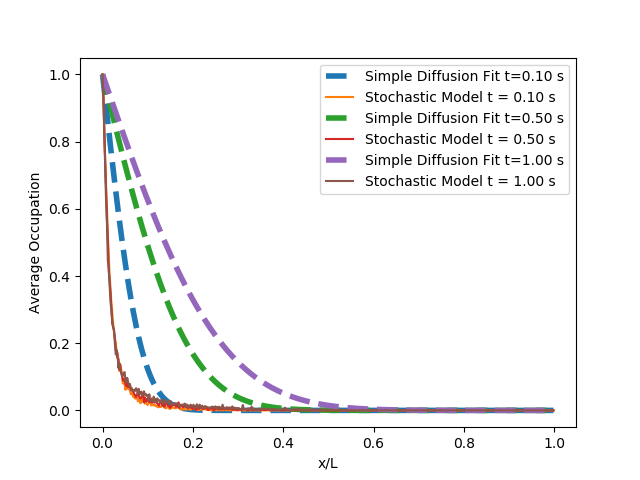 Simple Diffusion Fit t=0.10 s
Stochastic Model t = 0.10 s
Simple Diffusion Fit t=0.50 s
Stochastic Model t = 0.50 s
Simple Diffusion Fit t=1.00 s
Stochastic Model t = 1.00 s
Average Occupation
1.0
0.8
0.6
0.4
0.2
0.0
0.0 0.2 0.4 0.6 0.8 1.0
x/L